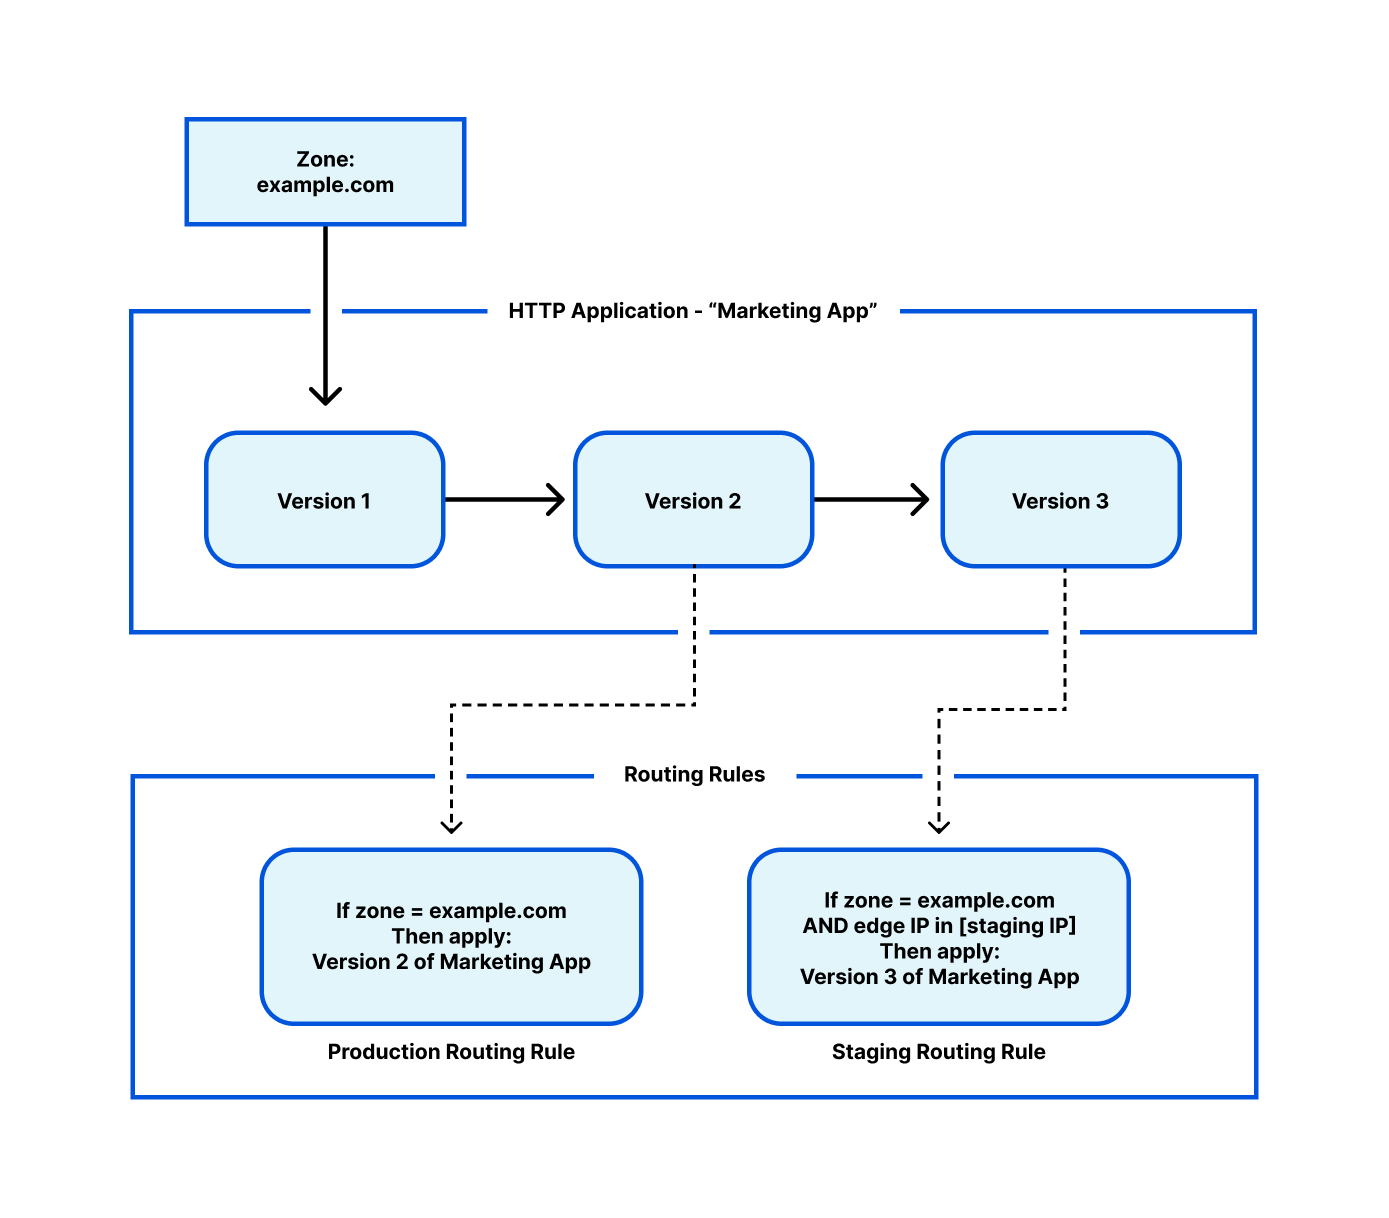 Zone:
example.com
HTTP Application - “Marketing App”
Version 1
Version 2
Version 3
Routing Rules
If zone = example.com
Then apply:
Version 2 of Marketing App
Production Routing Rule
If zone = example.com
AND edge IP in [staging IP]
Then apply:
Version 3 of Marketing App
Staging Routing Rule